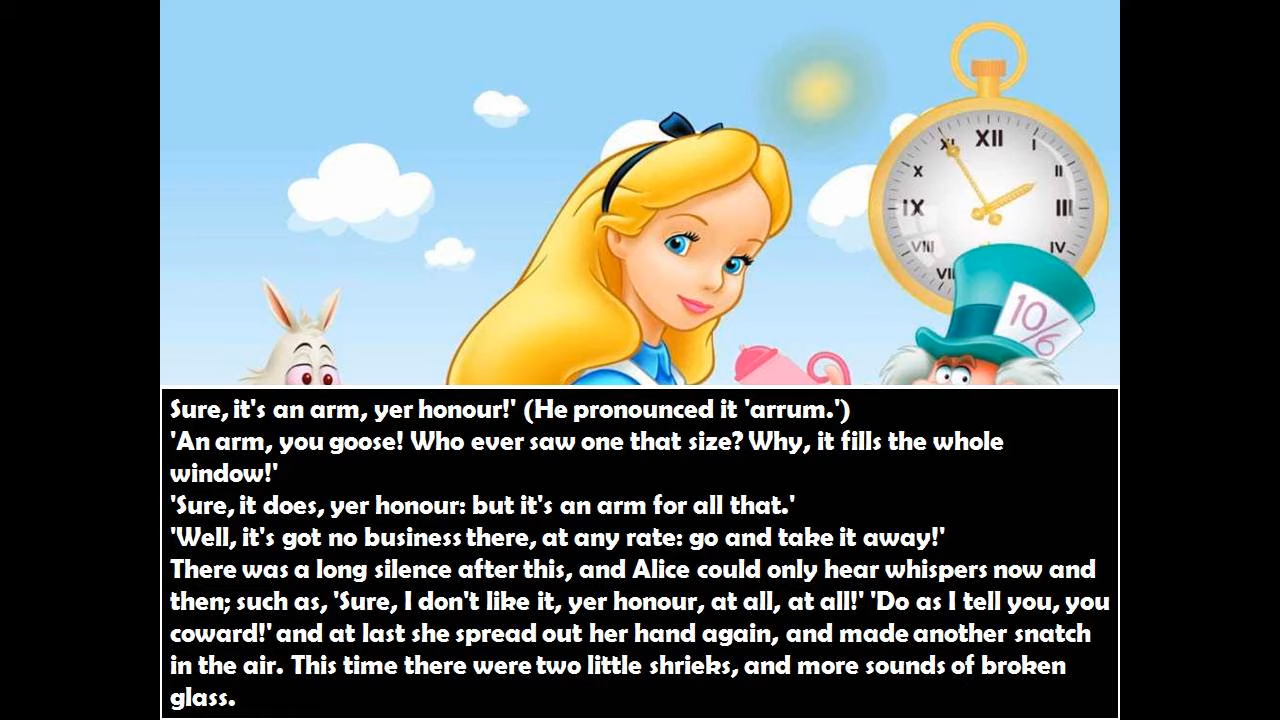 XII
XI
I
X
II
IX
III
VIII
IV
VII
10/6
Sure, it's an arm, yer honour!' (He pronounced it 'arrum.')
'An arm, you goose! Who ever saw one that size? Why, it fills the whole
window!'
'Sure, it does, yer honour: but it's an arm for all that.'
'Well, it's got no business there, at any rate: go and take it away!'
There was a long silence after this, and Alice could only hear whispers now and
then; such as, 'Sure, I don't like it, yer honour, at all, at all!' 'Do as I tell you, you
coward!' and at last she spread out her hand again, and made another snatch
in the air. This time there were two little shrieks, and more sounds of broken
glass.